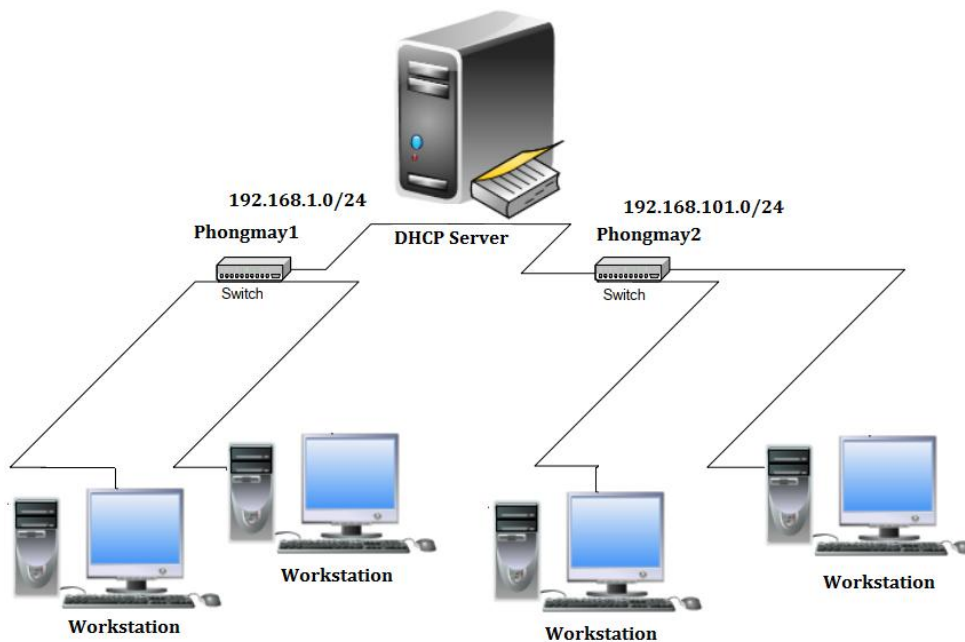 192.168.1.0/24
192.168.101.0/24
Phongmay1
DHCP Server
Phongmay2
Switch
Switch
Workstation
Workstation
Workstation
Workstation